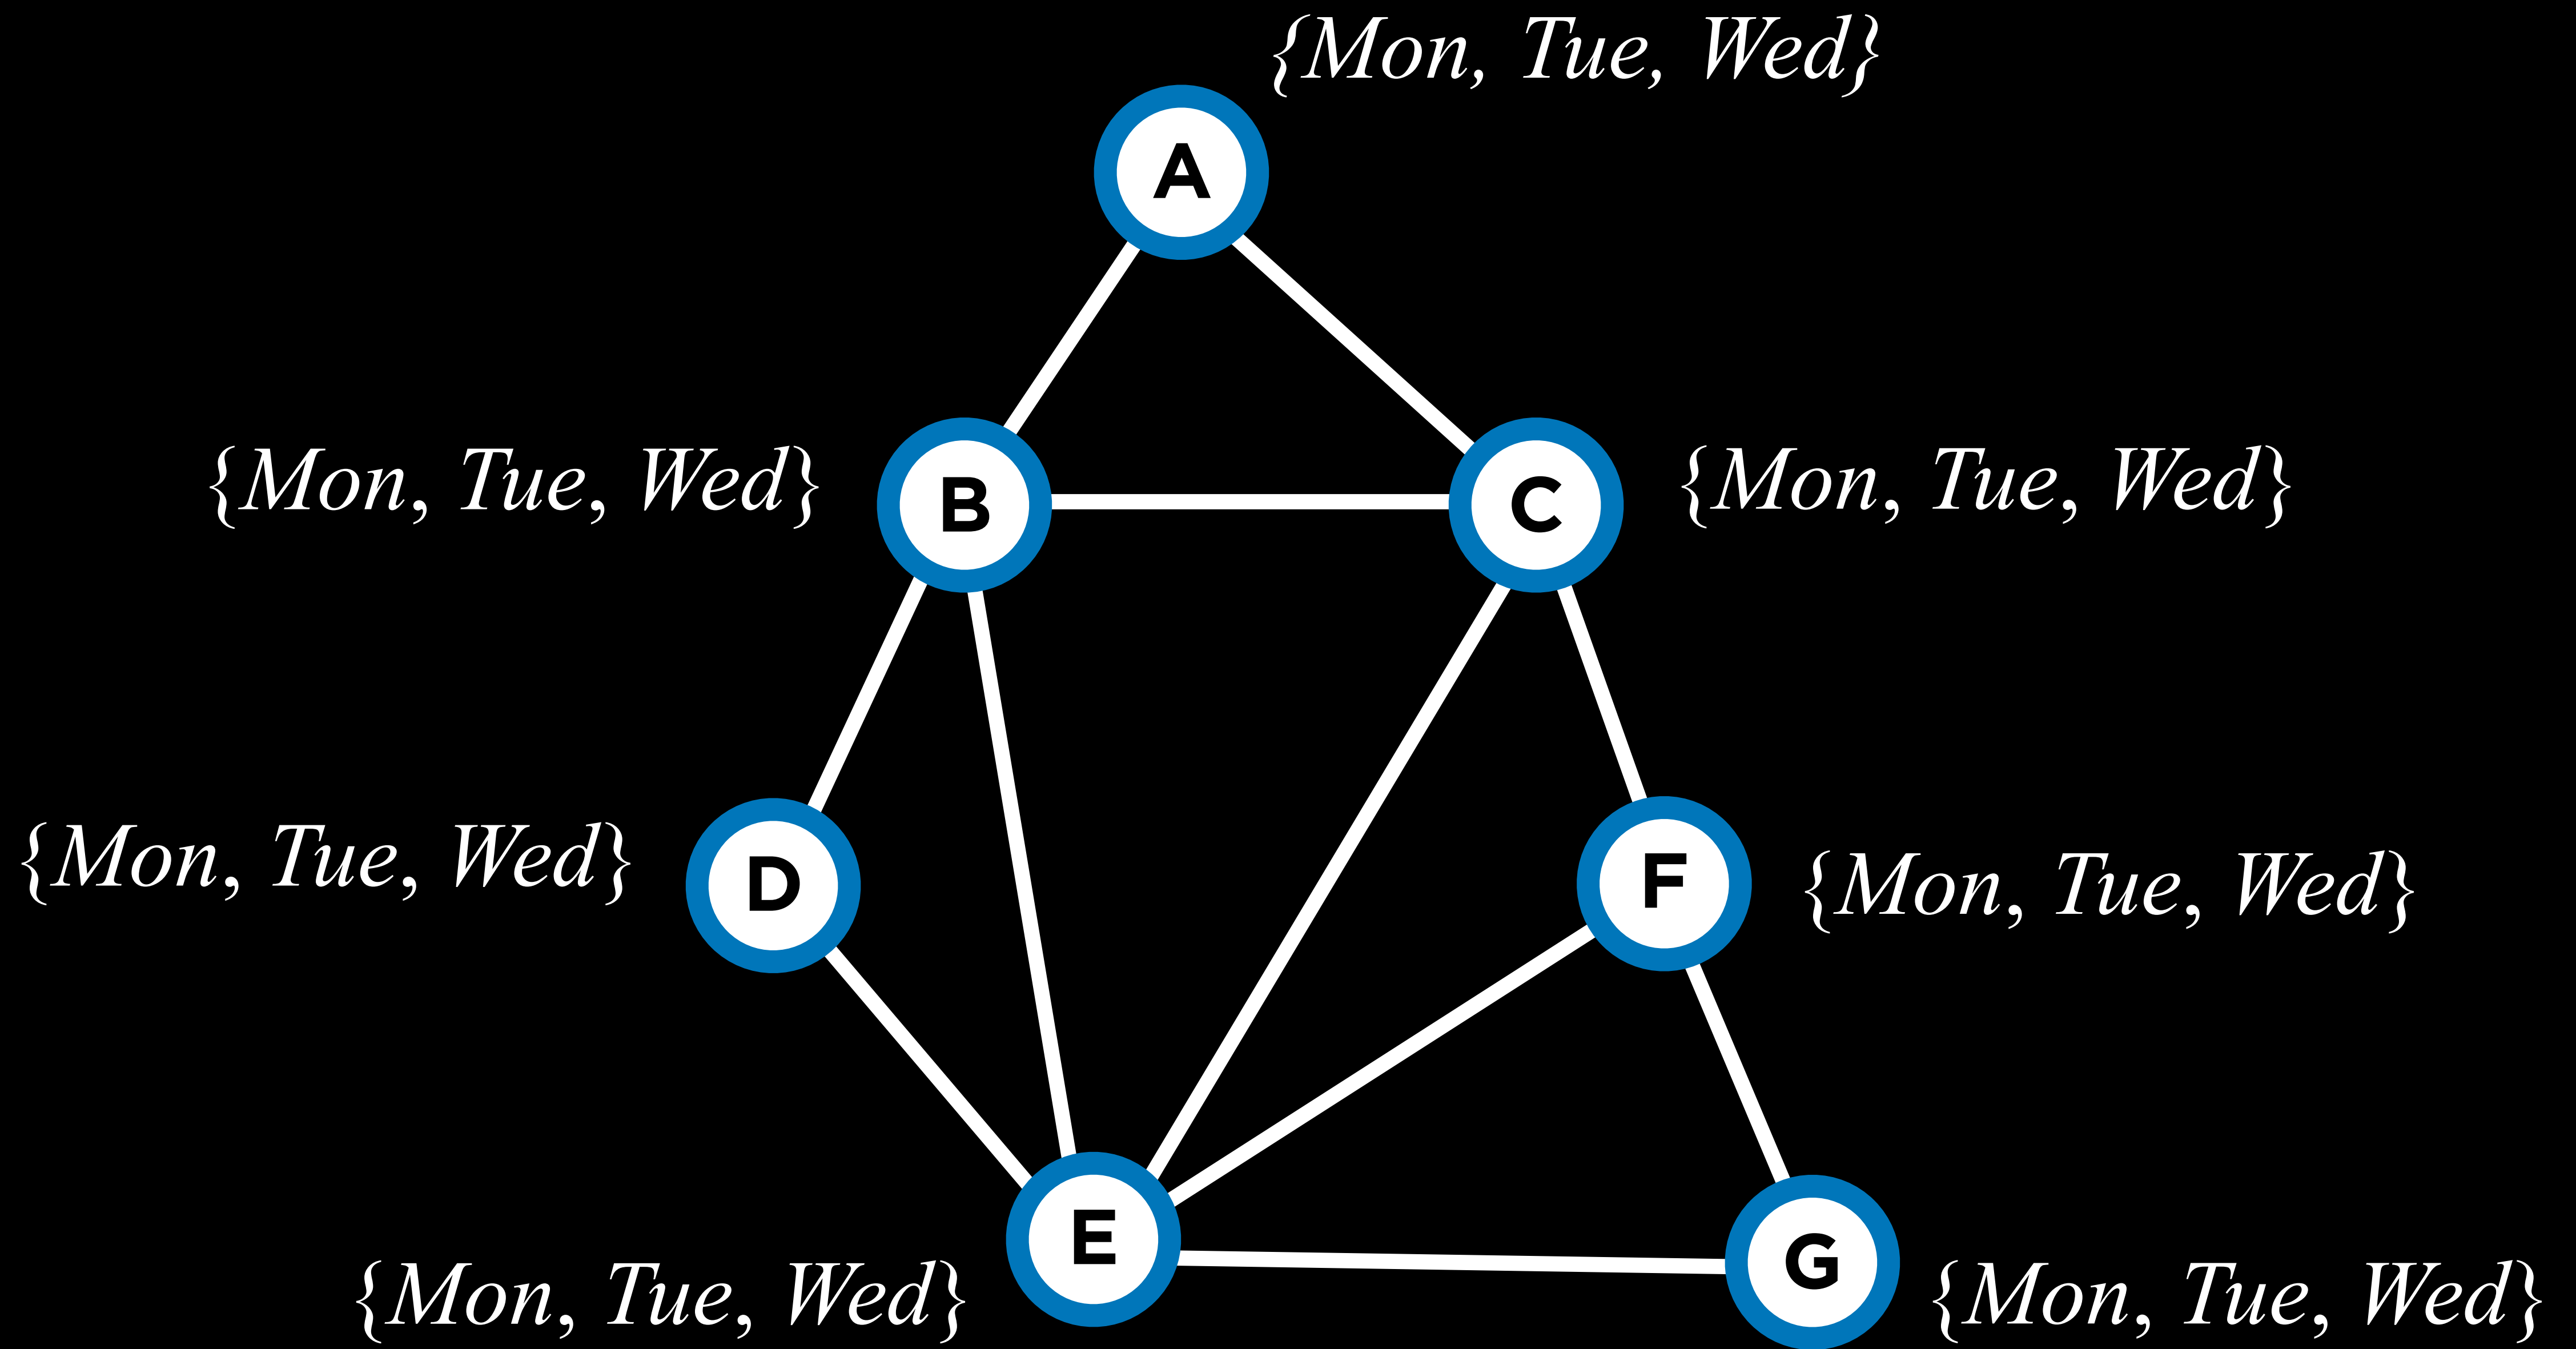 {Mon, Tue, Wed}
A
{Mon, Tue, Wed}
B
C
{Mon, Tue, Wed}
{Mon, Tue, Wed}
D
F
{Mon, Tue, Wed}
E
{Mon, Tue, Wed}
G
{Mon, Tue, Wed}